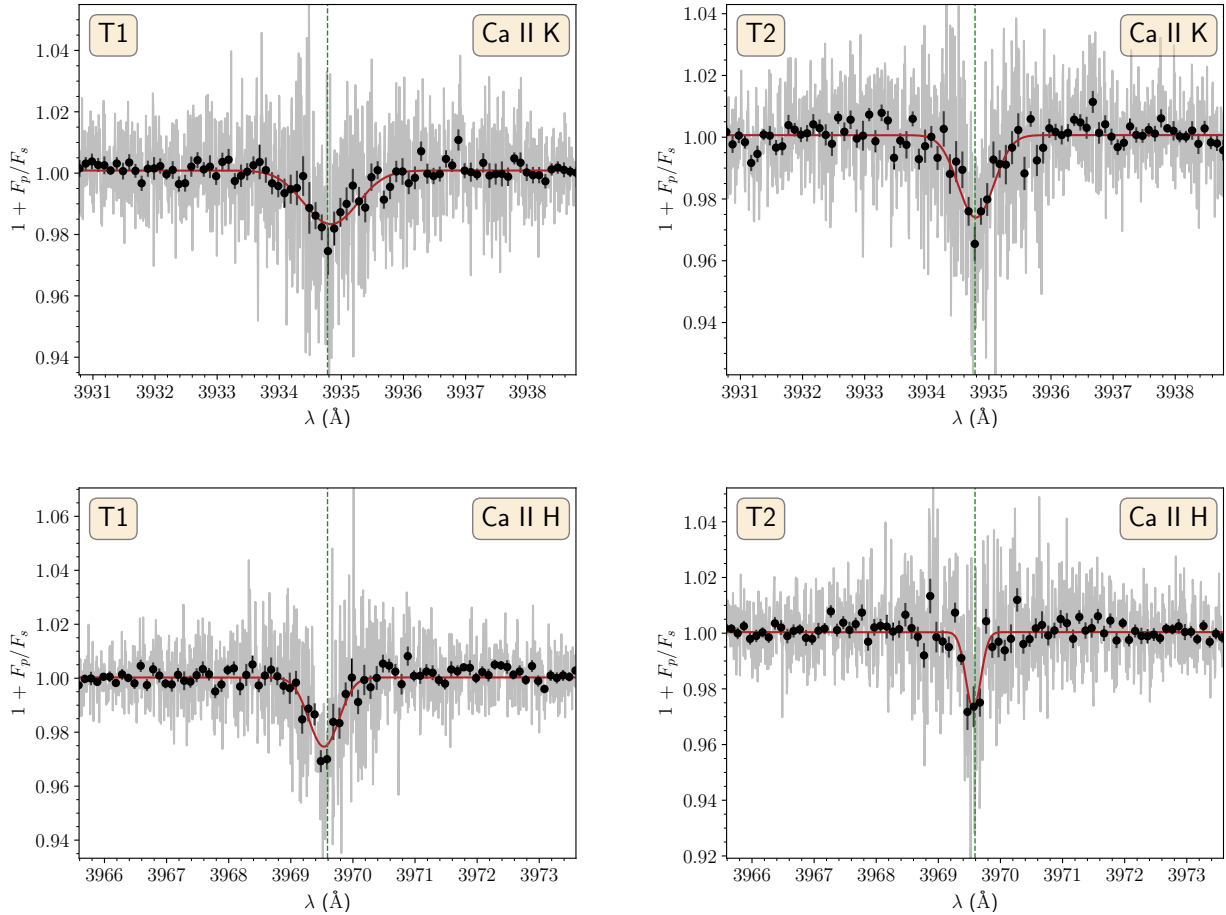 T1
Ca II K
1 + F_p/F_s
1.04
1.02
1.00
0.98
0.96
0.94
3931 3932 3933 3934 3935 3936 3937 3938
λ (Å)
T2
Ca II K
1 + F_p/F_s
1.04
1.02
1.00
0.98
0.96
0.94
3931 3932 3933 3934 3935 3936 3937 3938
λ (Å)
T1
Ca II H
1 + F_p/F_s
1.06
1.04
1.02
1.00
0.98
0.96
0.94
3966 3967 3968 3969 3970 3971 3972 3973
λ (Å)
T2
Ca II H
1 + F_p/F_s
1.04
1.02
1.00
0.98
0.96
0.94
0.92
3966 3967 3968 3969 3970 3971 3972 3973
λ (Å)